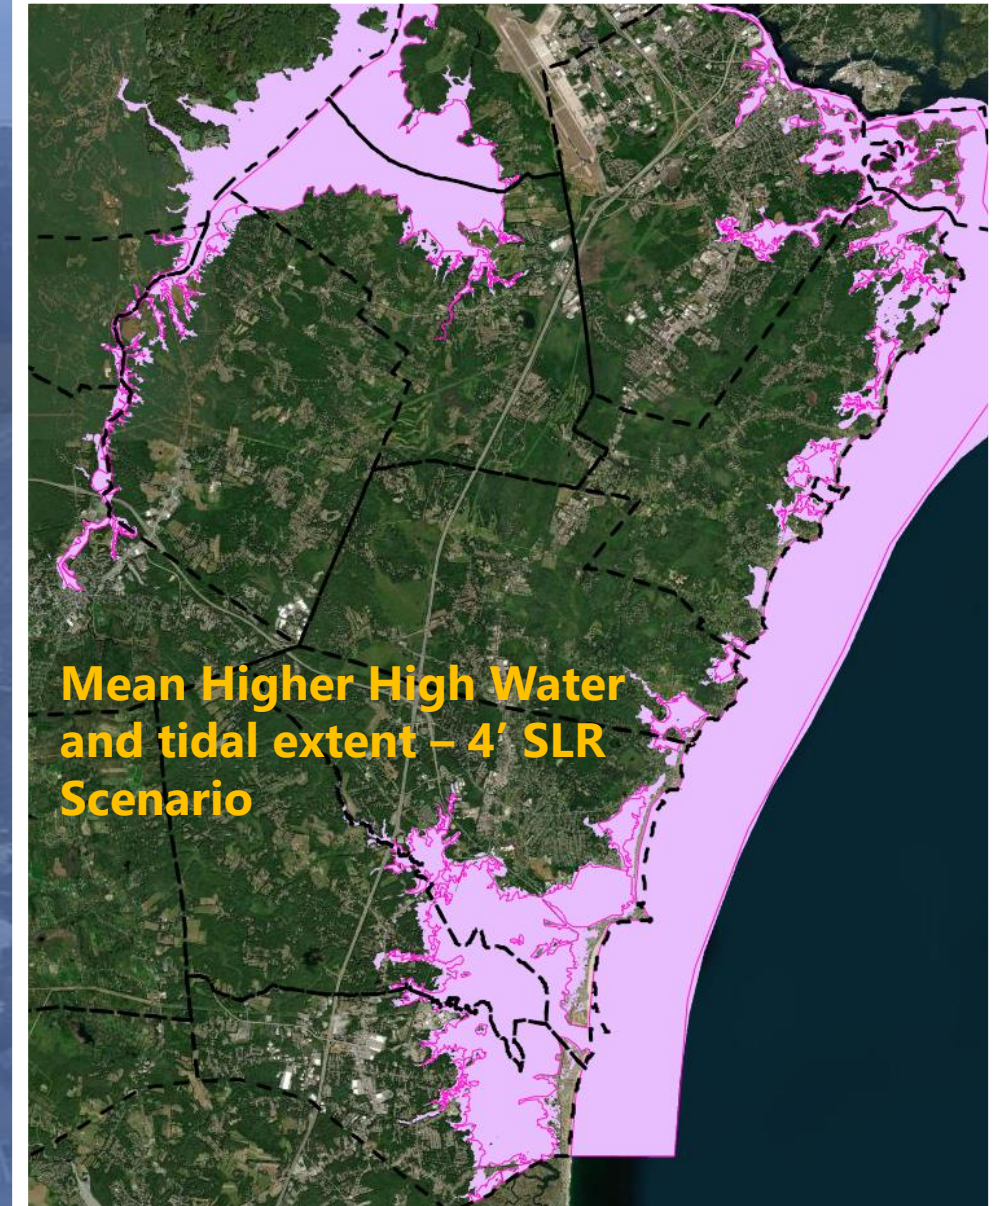 Mean Higher High Water
and tidal extent – 4’ SLR
Scenario